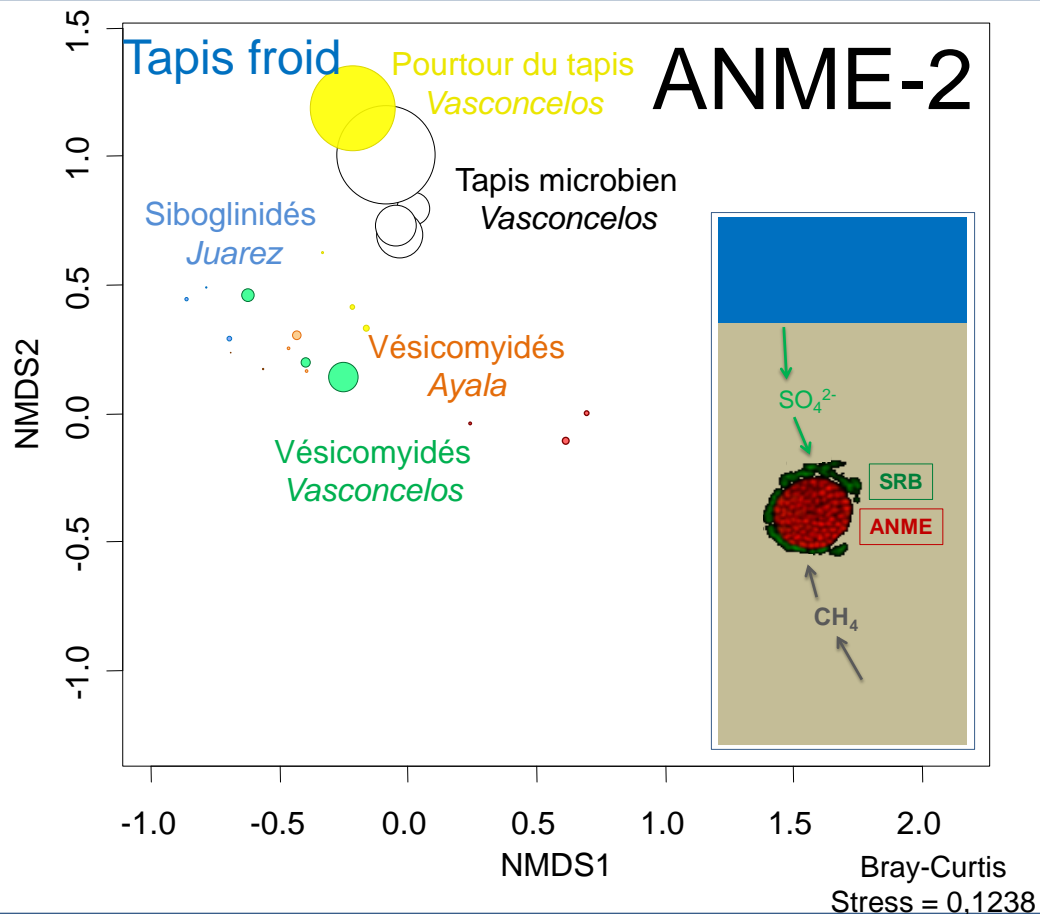 Tapis froid
Pourtour du tapis
Vasconcelos
ANME-2
Tapis microbien
Vasconcelos
Siboglinidés
Juarez
Vésicomyidés
Ayala
Vésicomyidés
Vasconcelos
SO₄²⁻
SRB
ANME
CH₄
NMDS2
1.5
1.0
0.5
0.0
-0.5
-1.0
-1.0
-0.5
0.0
0.5
1.0
1.5
2.0
NMDS1
Bray-Curtis
Stress = 0,1238